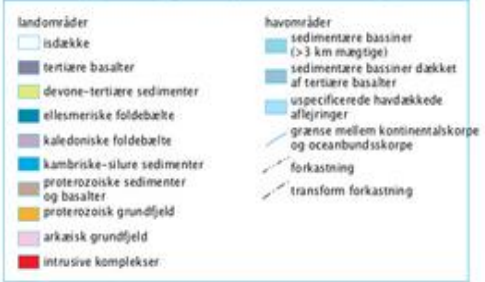 landområder
isdække
tertiære basalter
devone-tertiære sedimenter
ellesmeriske foldebælte
kaledoniske foldebælte
kambriske-silure sedimenter
proterozoiske sedimenter
og basalter
proterozoisk grundfjeld
arkæisk grundfjeld
intrusive komplekser
havområder
sedimentære bassiner
(>3 km mægtige)
sedimentære bassiner dækket
af tertiære basalter
uspecificerede havdækkede
aflejringer
grænse mellem kontinentalskorpe
og oceanbundsskorpe
forkastning
transform forkastning